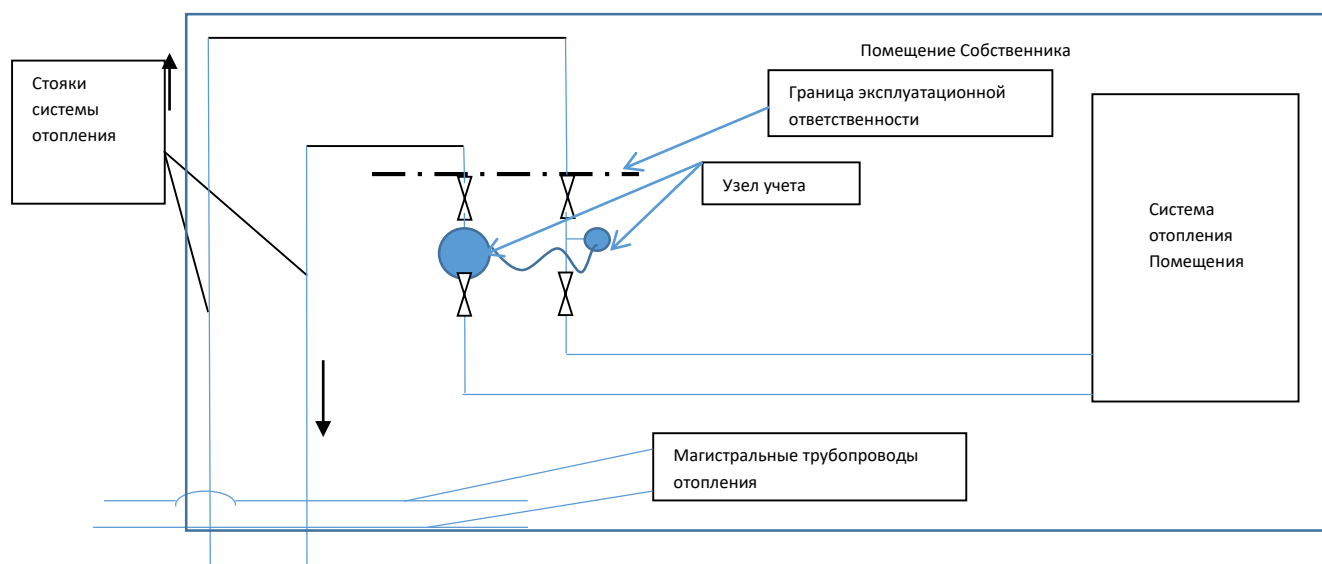 Помещение Собственника
Стояки
системы
отопления
Граница эксплуатационной
ответственности
Узел учета
Система
отопления
Помещения
Магистральные трубопроводы
отопления